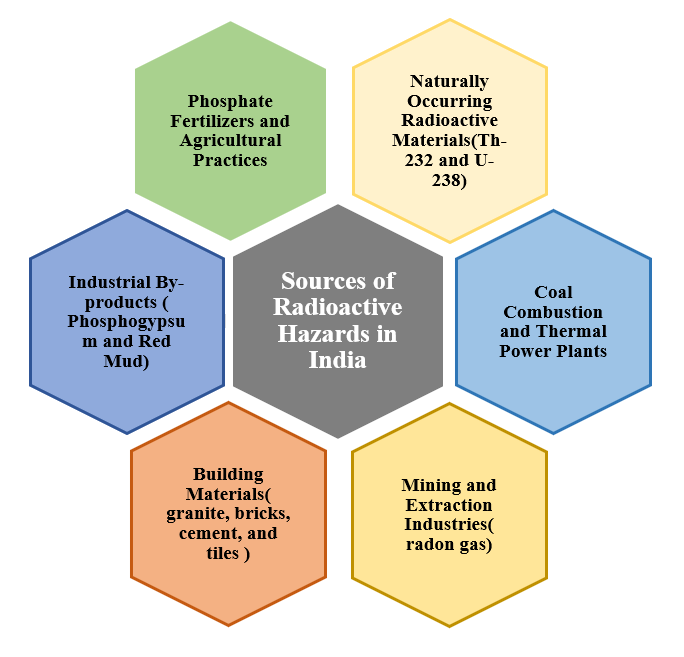 Phosphate
Fertilizers and
Agricultural
Practices
Naturally
Occurring
Radioactive
Materials(Th-
232 and U-
238)
Industrial By-
products (
Phosphogypsu
m and Red
Mud)
Sources of
Radioactive
Hazards in
India
Coal
Combustion
and Thermal
Power Plants
Building
Materials(
granite, bricks,
cement, and
tiles )
Mining and
Extraction
Industries(
radon gas)